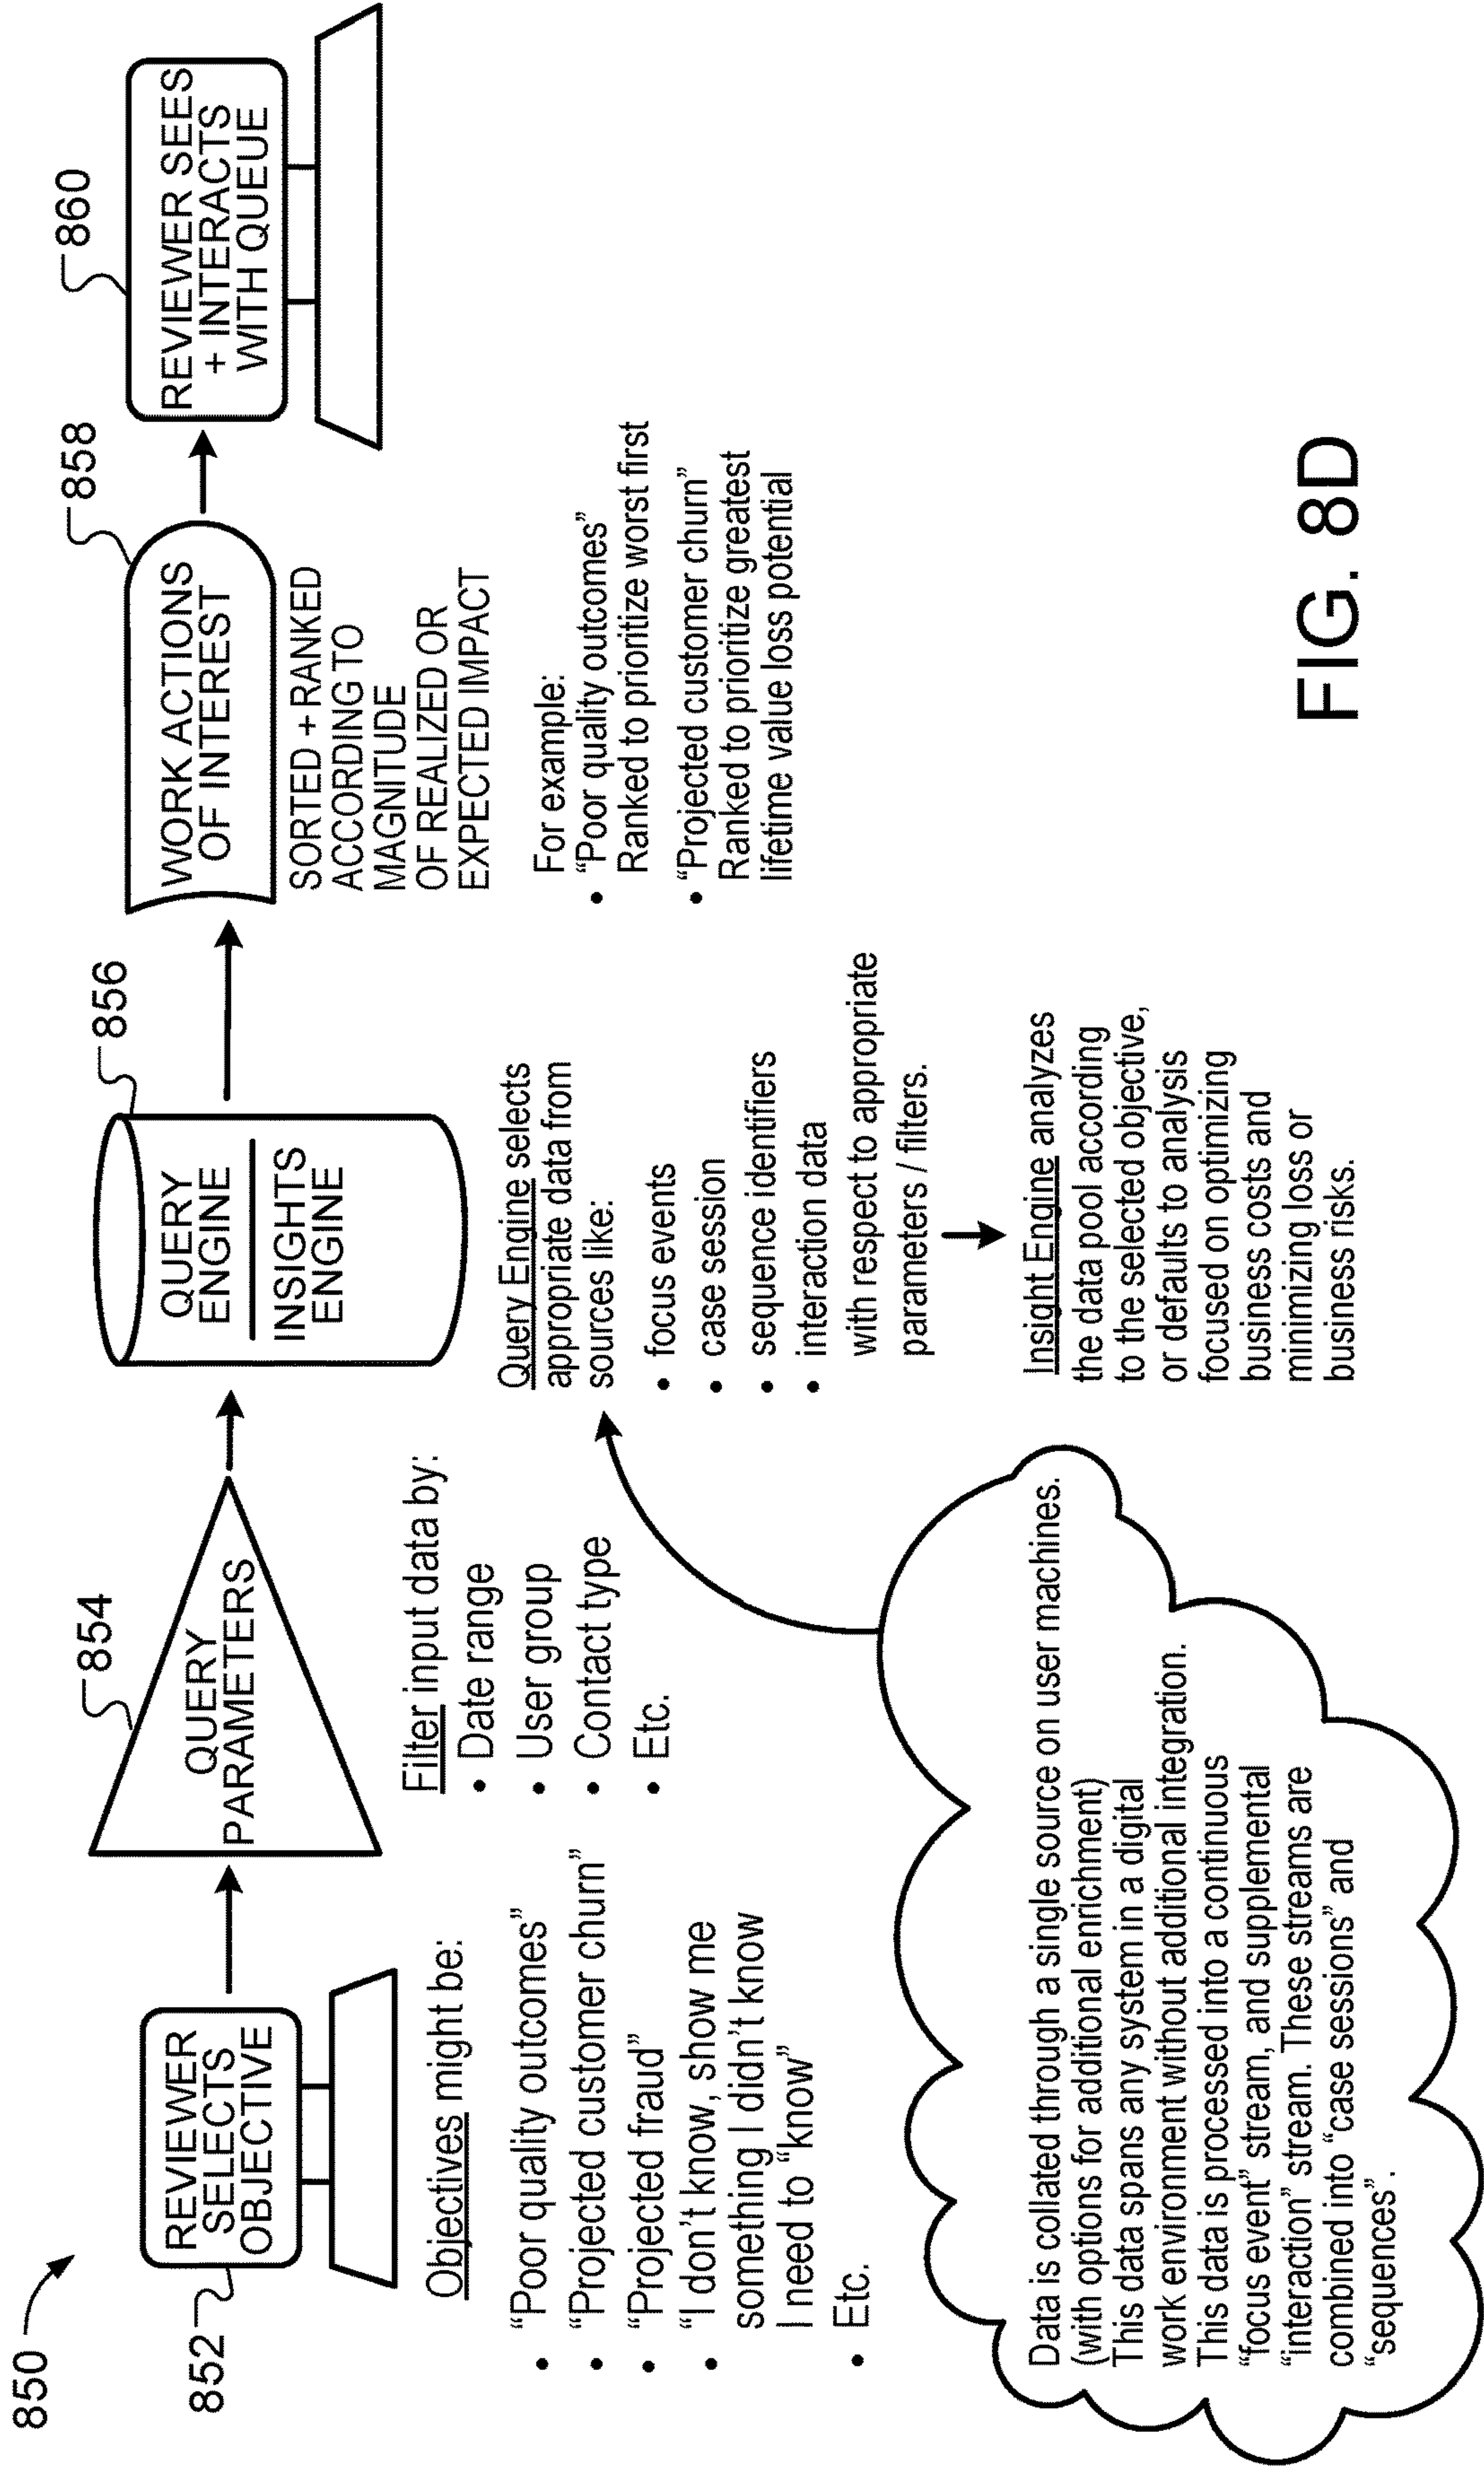 850
852
REVIEWER
SELECTS
OBJECTIVE
Objectives might be:
• “Poor quality outcomes”
• “Projected customer churn”
• “Projected fraud”
• “I don't know, show me
something I didn't know
I need to “know”
• Etc.
854
QUERY
PARAMETERS
Filter input data by:
• Date range
• User group
• Contact type
• Etc.
856
QUERY
ENGINE
INSIGHTS
ENGINE
Query Engine selects
appropriate data from
sources like:
• focus events
• case session
• sequence identifiers
• interaction data
with respect to appropriate
parameters / filters.
Insight Engine analyzes
the data pool according
to the selected objective,
or defaults to analysis
focused on optimizing
business costs and
minimizing loss or
business risks.
858
WORK ACTIONS
OF INTEREST
SORTED + RANKED
ACCORDING TO
MAGNITUDE
OF REALIZED OR
EXPECTED IMPACT
For example:
• “Poor quality outcomes”
Ranked to prioritize worst first
• “Projected customer churn”
Ranked to prioritize greatest
lifetime value loss potential
860
REVIEWER SEES
+ INTERACTS
WITH QUEUE
Data is collated through a single source on user machines.
(with options for additional enrichment)
This data spans any system in a digital
work environment without additional integration.
This data is processed into a continuous
“focus event” stream, and supplemental
“interaction” stream. These streams are
combined into “case sessions” and
“sequences”.
FIG. 8D